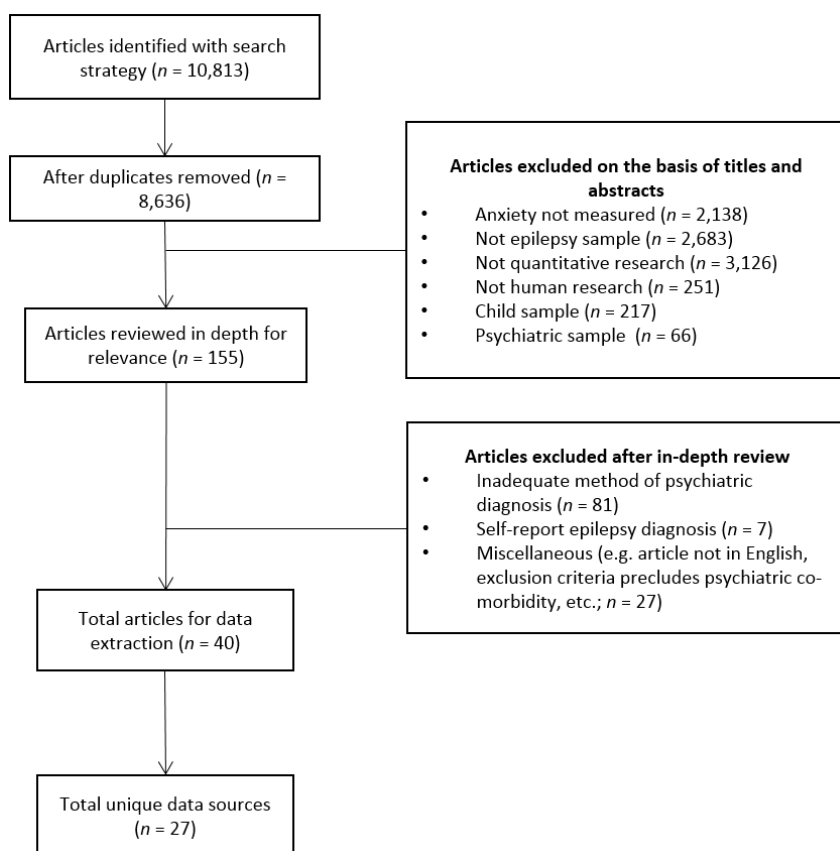 Articles identified with search
strategy (n = 10,813)
After duplicates removed (n =
8,636)
Articles excluded on the basis of titles and
abstracts
• Anxiety not measured (n = 2,138)
• Not epilepsy sample (n = 2,683)
• Not quantitative research (n = 3,126)
• Not human research (n = 251)
• Child sample (n = 217)
• Psychiatric sample (n = 66)
Articles reviewed in depth for
relevance (n = 155)
Articles excluded after in-depth review
• Inadequate method of psychiatric
diagnosis (n = 81)
• Self-report epilepsy diagnosis (n = 7)
• Miscellaneous (e.g. article not in English,
exclusion criteria precludes psychiatric co-
morbidity, etc.; n = 27)
Total articles for data
extraction (n = 40)
Total unique data sources
(n = 27)